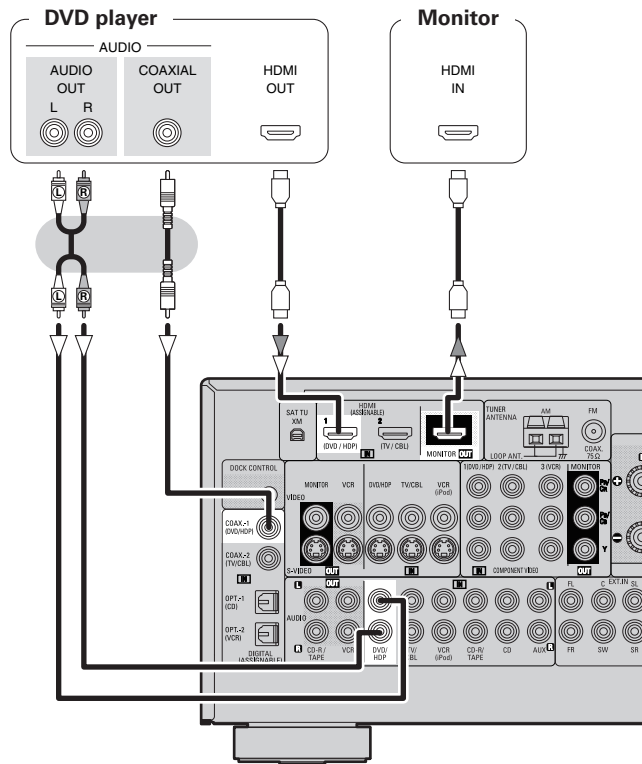 DVD player
Monitor
AUDIO
AUDIO OUT
COAXIAL OUT
HDMI OUT
HDMI IN
L R
L R
L R
SAT TU
XM
HDMI
(ASSIGNABLE)
1
2
(DVD / HDP)
(TV / CBL)
IN
MONITOR OUT
TUNER
ANTENNA
AM
FM
LOOP ANT.
COAX.
75Ω
DOCK CONTROL
VIDEO
MONITOR VCR DVD/HDP TV/CBL VCR (iPod)
1(DVD/HDP) 2(TV/CBL) 3(VCR) MONITOR
Y
S-VIDEO OUT IN
IN COMPONENT VIDEO OUT
COAX.-1
(DVD/HDP)
COAX.-2
(TV/CBL)
IN
OPT.-1
(CD)
OPT.-2
(VCR)
DIGITAL
(ASSIGNABLE)
L OUT IN L
AUDIO
R CD-R / TAPE VCR DVD/ HDP TV/ CBL VCR (iPod) CD-R / TAPE CD AUX R
FL C EXT.IN SL
FR SW SR